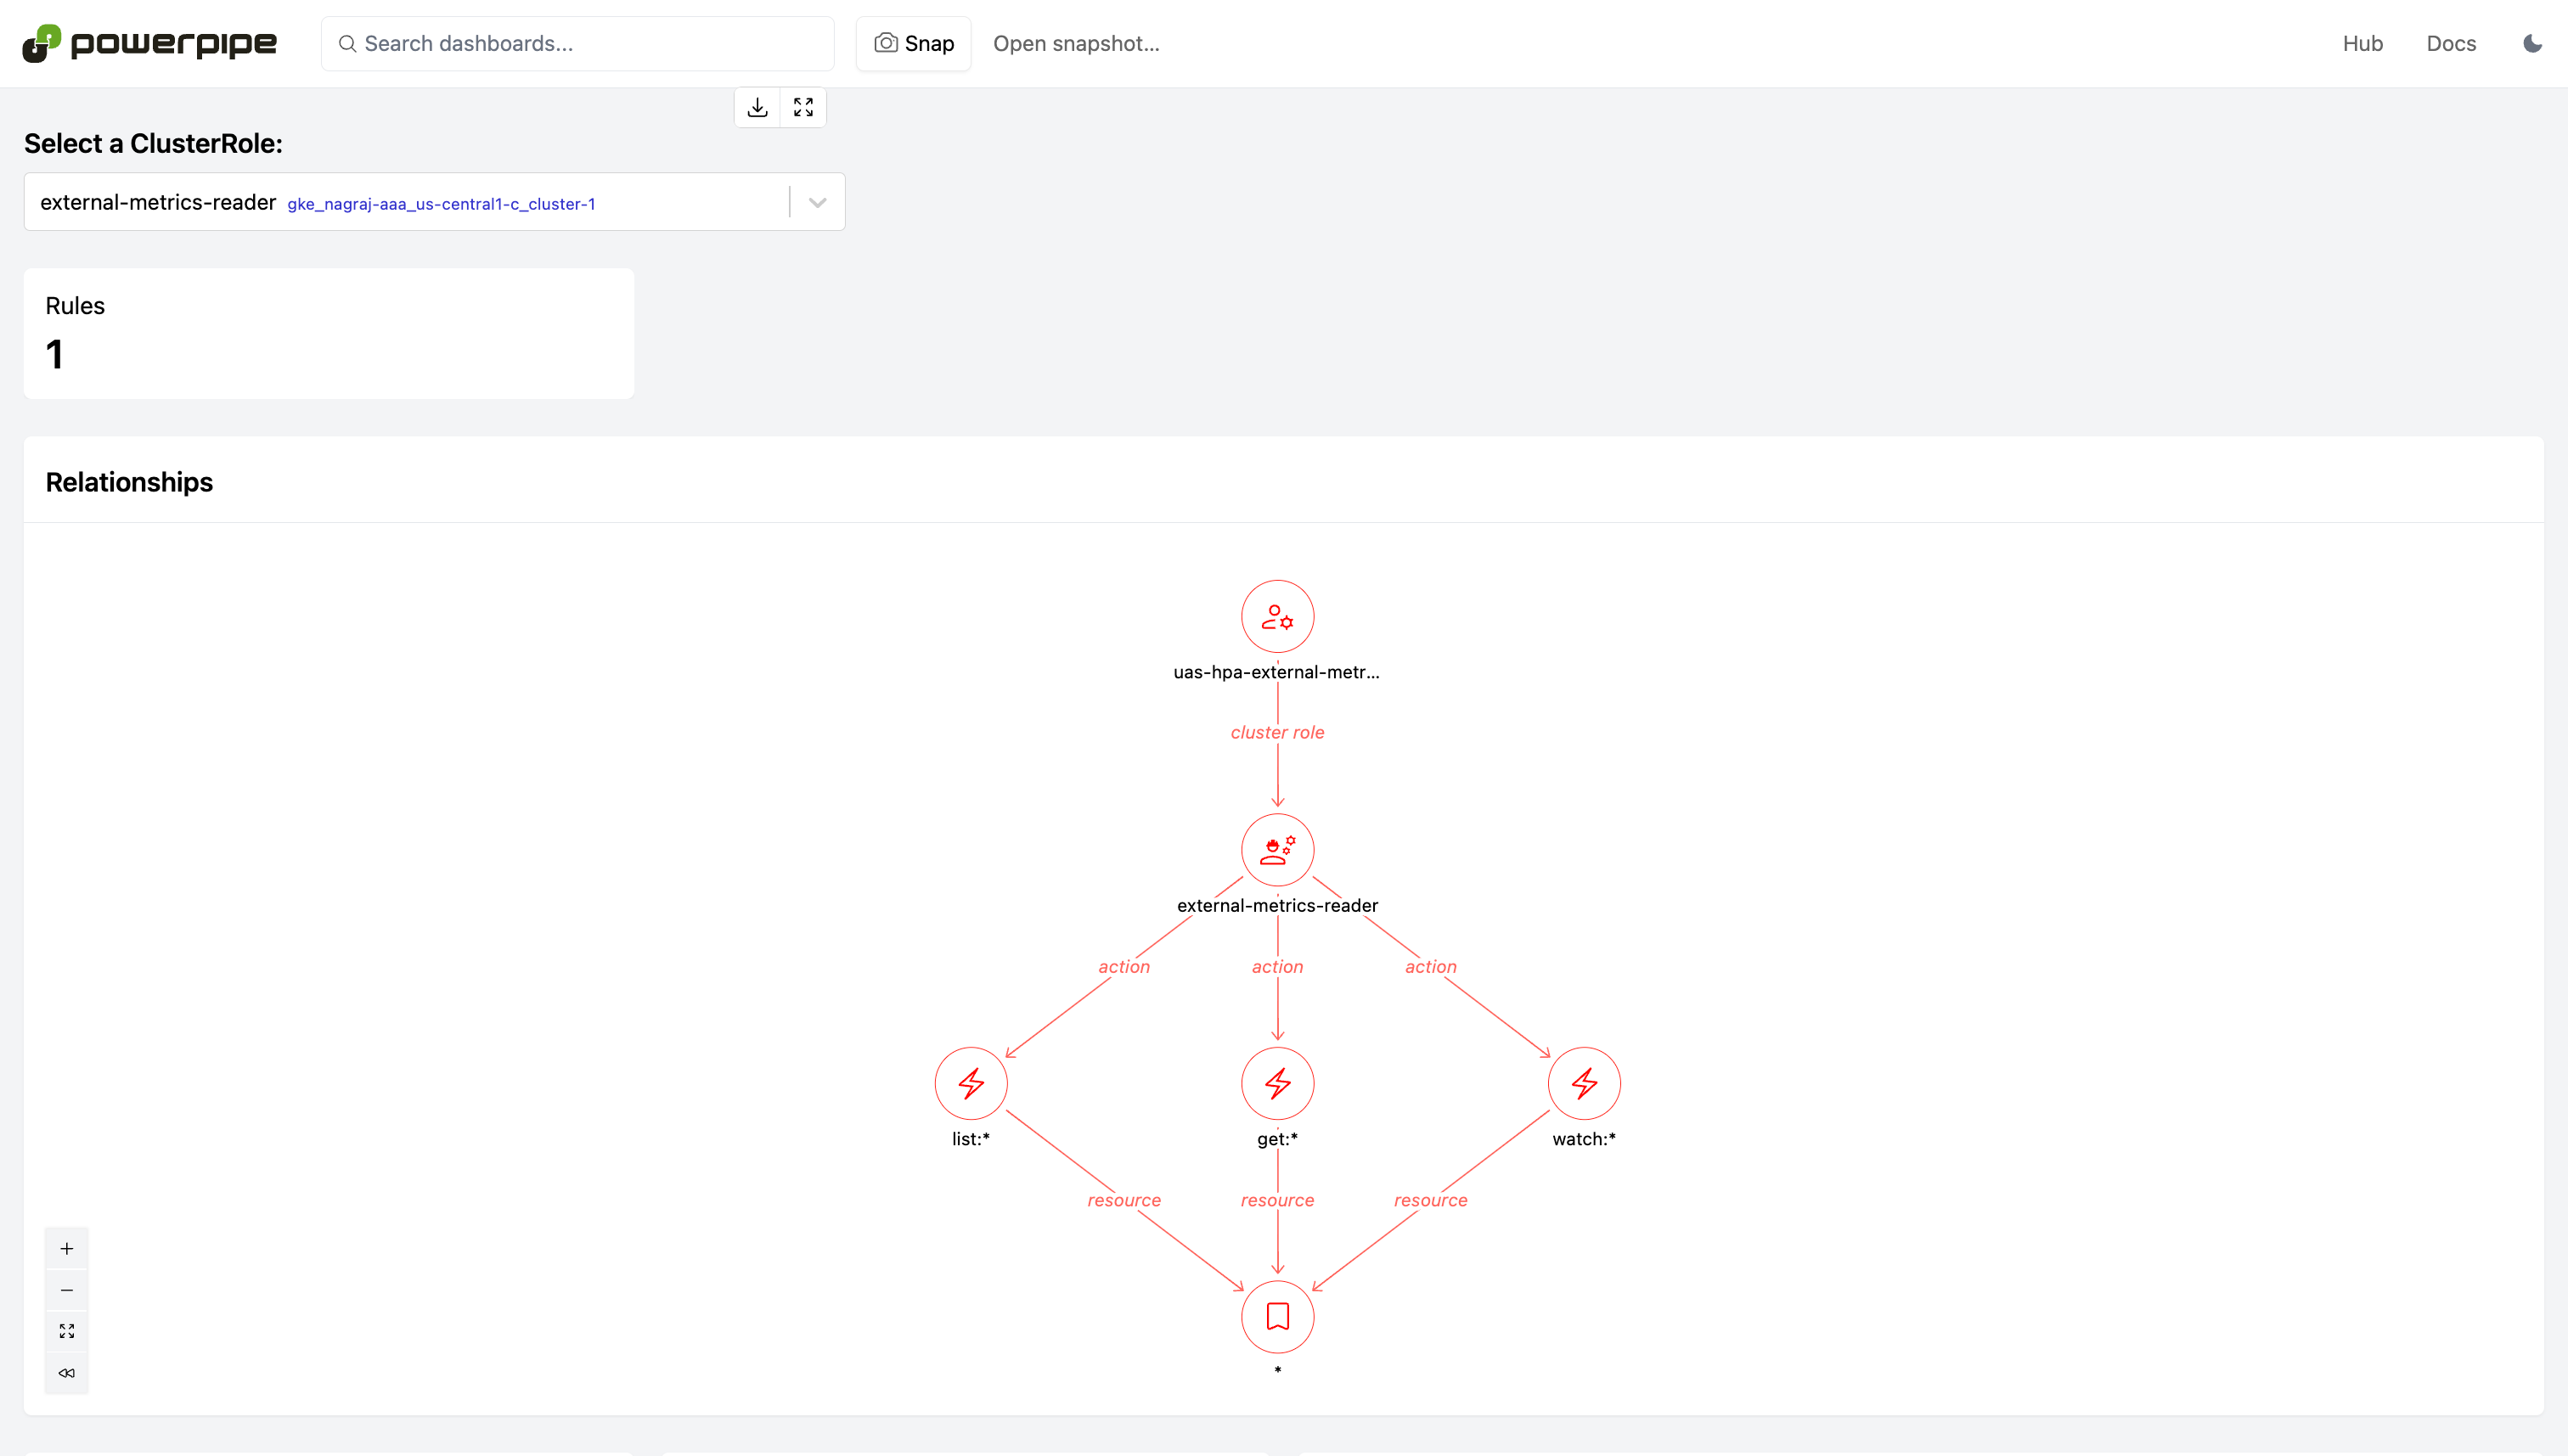 powerpipe
Search dashboards...
Snap
Open snapshot...
Hub
Docs
Select a ClusterRole:
external-metrics-reader gke_nagraj-aaa_us-central1-c_cluster-1
Rules
1
Relationships
uas-hpa-external-metr...
cluster role
external-metrics-reader
action action action
list:* get:* watch:*
resource resource resource
*